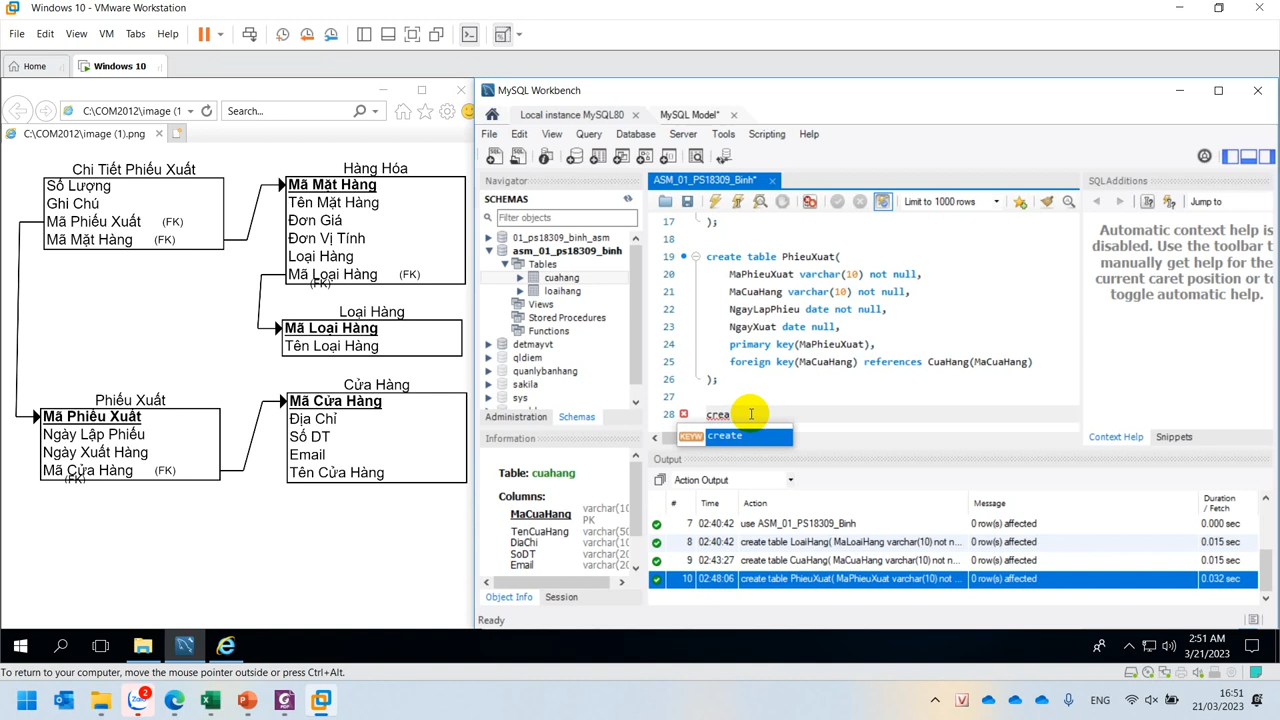 Windows 10 - VMware Workstation
File Edit View VM Tabs Help
Home Windows 10
C:\COM2012\image (1 Search...
C:\COM2012\image (1).png
Chi Tiết Phiếu Xuất
Số Lượng
Ghi Chú
Mã Phiếu Xuất (FK)
Mã Mặt Hàng (FK)
Hàng Hóa
Mã Mặt Hàng
Tên Mặt Hàng
Đơn Giá
Đơn Vị Tính
Loại Hàng
Mã Loại Hàng (FK)
(FK)
Loại Hàng
Mã Loại Hàng
Tên Loại Hàng
Phiếu Xuất
Mã Phiếu Xuất
Ngày Lập Phiếu
Ngày Xuất Hàng
Mã Cửa Hàng (FK)
(FK)
Cửa Hàng
Mã Cửa Hàng
Địa Chỉ
Số DT
Email
Tên Cửa Hàng
MySQL Workbench
Local instance MySQL80 MySQL Model*
File Edit View Query Database Server Tools Scripting Help
Navigator
SCHEMAS
Filter objects
01_ps18309_binh_asm
asm_01_ps18309_binh
Tables
cuahang
loaihang
Views
Stored Procedures
Functions
detmayvt
qldiem
quanlybanhang
sakila
sys
Administration Schemas
Information
Table: cuahang
Columns:
MaCuaHang varchar(10
PK
TenCuaHang varchar(50
DiaChi
SoDT varchar(20
Email varchar(20
Object Info Session
ASM_01_PS18309_Binh*
Limit to 1000 rows
17 );
18
19 create table PhieuXuat(
20 MaPhieuXuat varchar(10) not null,
21 MaCuaHang varchar(10) not null,
22 NgayLapPhieu date not null,
23 NgayXuat date null,
24 primary key(MaPhieuXuat),
25 foreign key(MaCuaHang) references CuaHang(MaCuaHang)
26 );
27
28 crea
KEYW create
SQLAdditions
Jump to
Automatic context help is
disabled. Use the toolbar t
manually get help for the
current caret position or to
toggle automatic help.
Context Help Snippets
Output
Action Output
# Time Action Message Duration / Fetch
7 02:40:42 use ASM_01_PS18309_Binh 0 row(s) affected 0.000 sec
8 02:40:42 create table LoaiHang( MaLoaiHang varchar(10) not n... 0 row(s) affected 0.015 sec
9 02:43:27 create table CuaHang( MaCuaHang varchar(10) not n... 0 row(s) affected 0.015 sec
10 02:48:06 create table PhieuXuat( MaPhieuXuat varchar(10) not ... 0 row(s) affected 0.032 sec
Ready
2:51 AM
3/21/2023
To return to your computer, move the mouse pointer outside or press Ctrl+Alt.
Zalo 2
ENG
16:51
21/03/2023